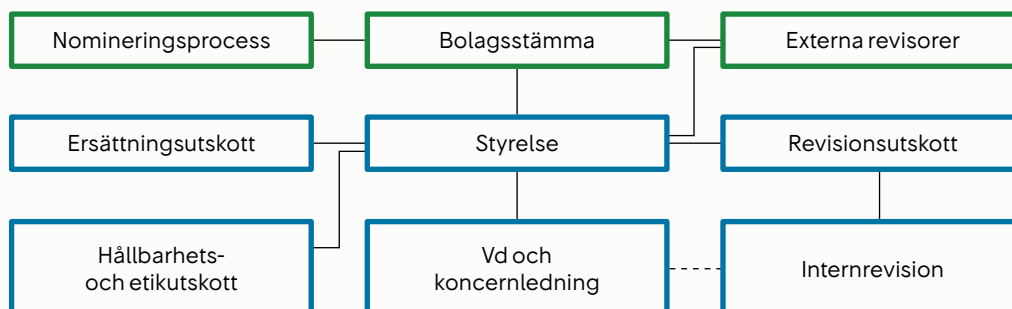 Nomineringsprocess
Bolagsstämma
Externa revisorer
Ersättningsutskott
Styrelse
Revisionsutskott
Hållbarhets-
och etikutskott
Vd och
koncernledning
Internrevision